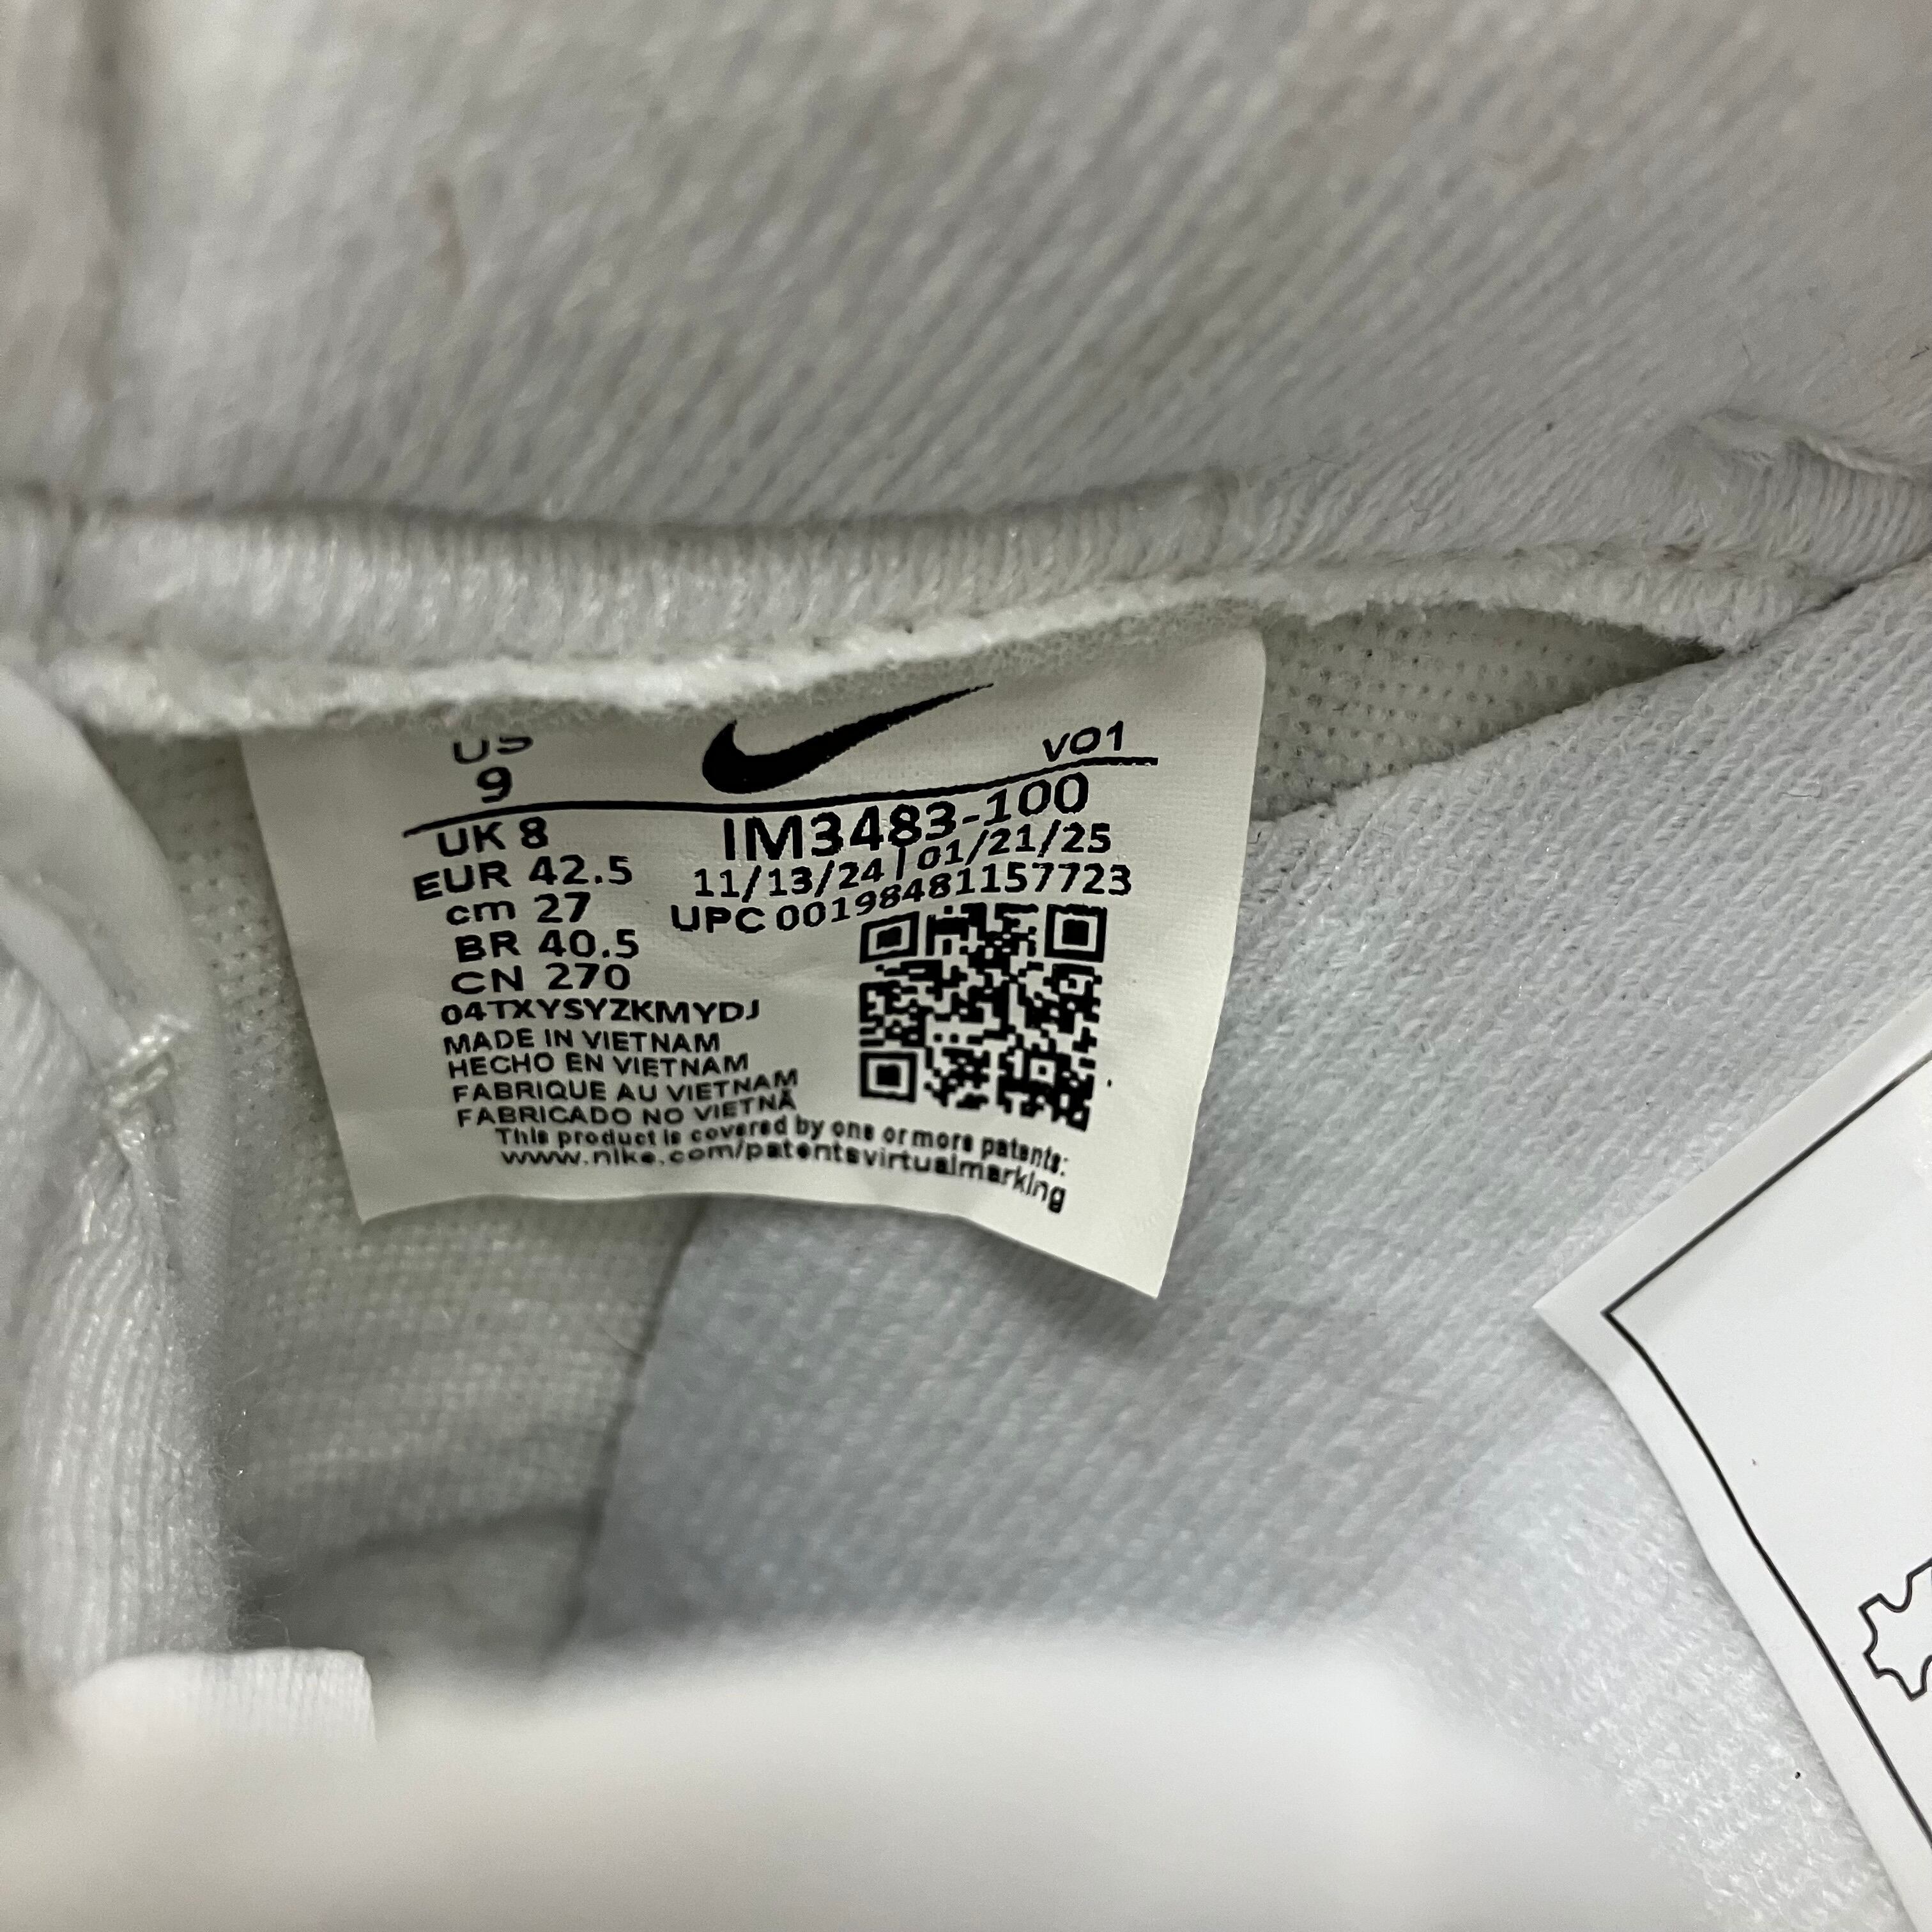 US
9
V01
UK 8
EUR 42.5
cm 27
BR 40.5
CN 270
IM3483-100
11/13/24 | 01/21/25
UPC 00198481157723
04TXYSYZKMYDJ
MADE IN VIETNAM
HECHO EN VIETNAM
FABRIQUE AU VIETNAM
FABRICADO NO VIETNÃ
This product is covered by one or more patents:
www.nike.com/patentsvirtualmarking